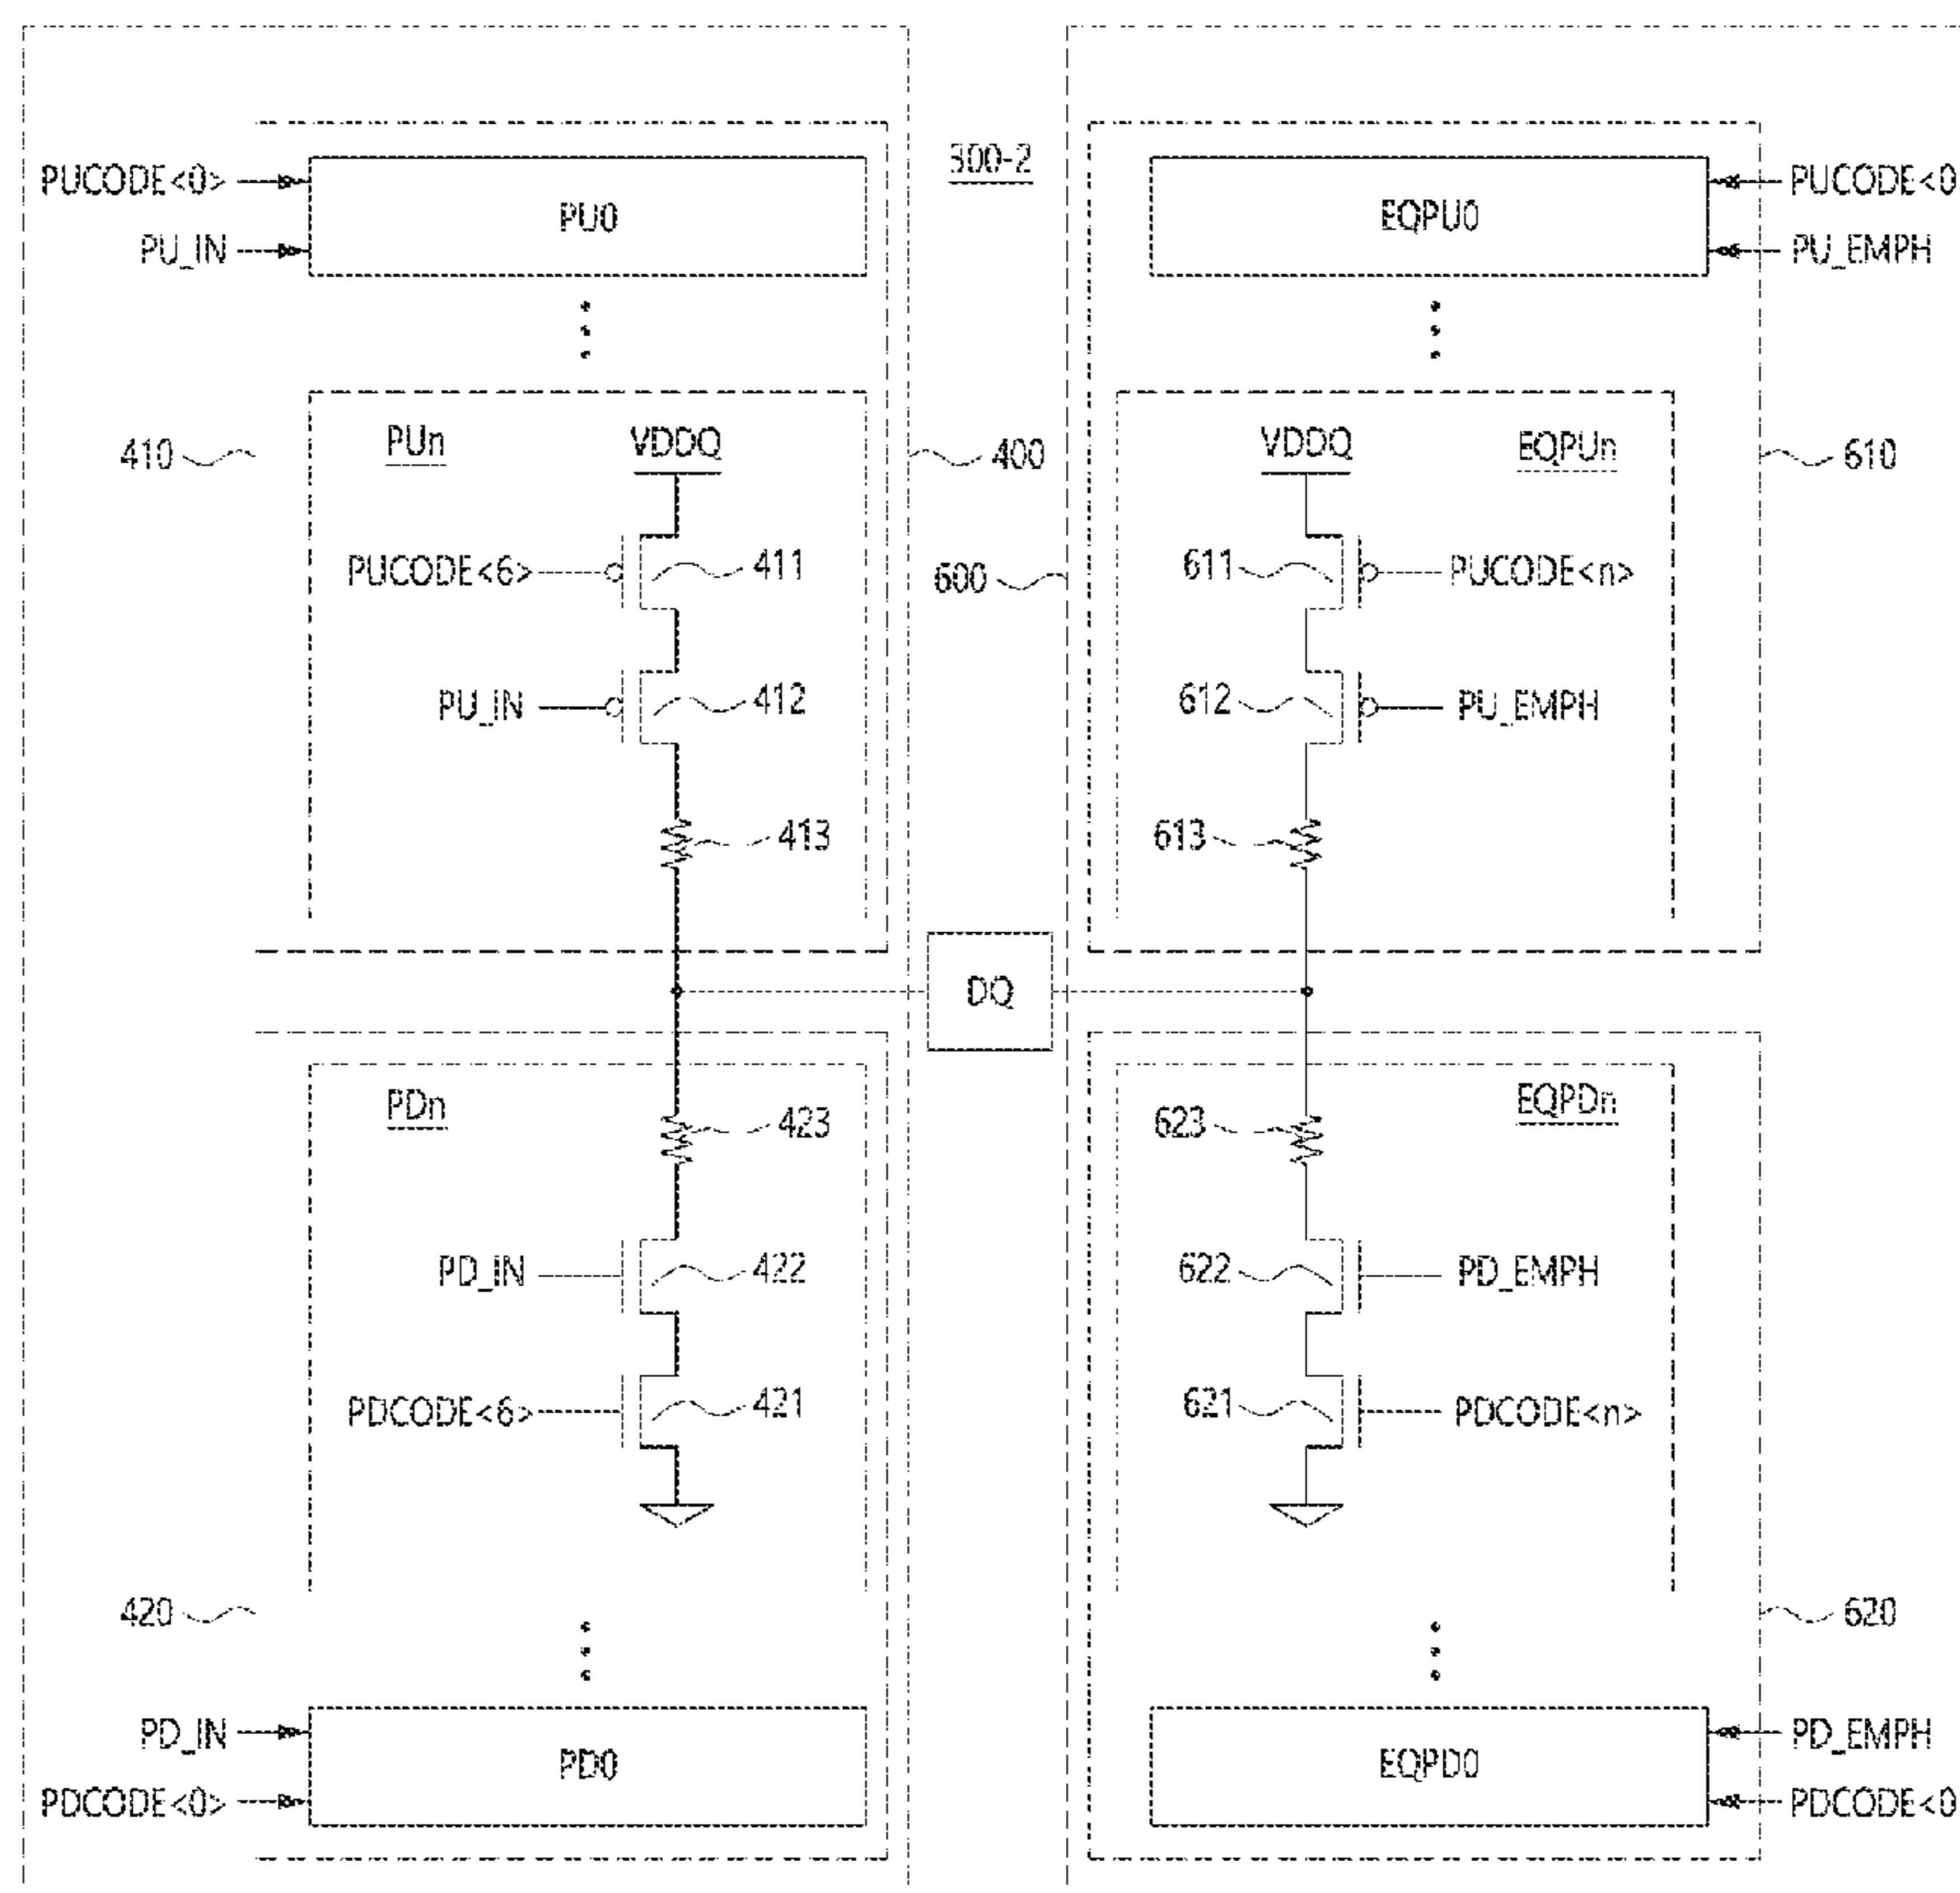 300-2
PUCODE<0>
PU_IN
PU0
410
PUn
VDDQ
400
PUCODE<6>
411
PU_IN
412
413
PDn
423
PD_IN
422
PDCODE<6>
421
420
PD_IN
PDCODE<0>
PD0
DQ
600
EQPU0
PUCODE<0
PU_EMPH
VDDQ
EQPUn
610
611
PUCODE<n>
612
PU_EMPH
613
EQPDn
623
622
PD_EMPH
621
PDCODE<n>
620
EQPD0
PD_EMPH
PDCODE<0